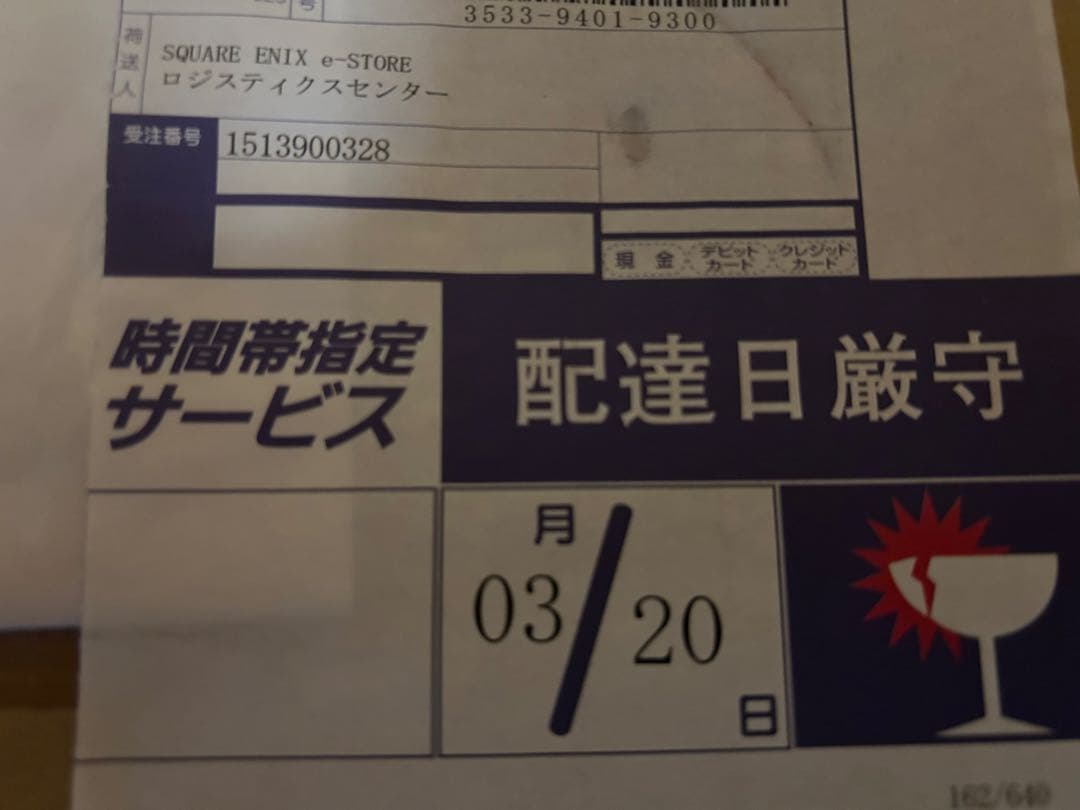 号
3533-9401-9300
荷送人
SQUARE ENIX e-STORE
ロジスティクスセンター
受注番号
1513900328
現金
デビットカード
クレジットカード
時間帯指定
サービス
配達日厳守
月
03/20
日
162/640